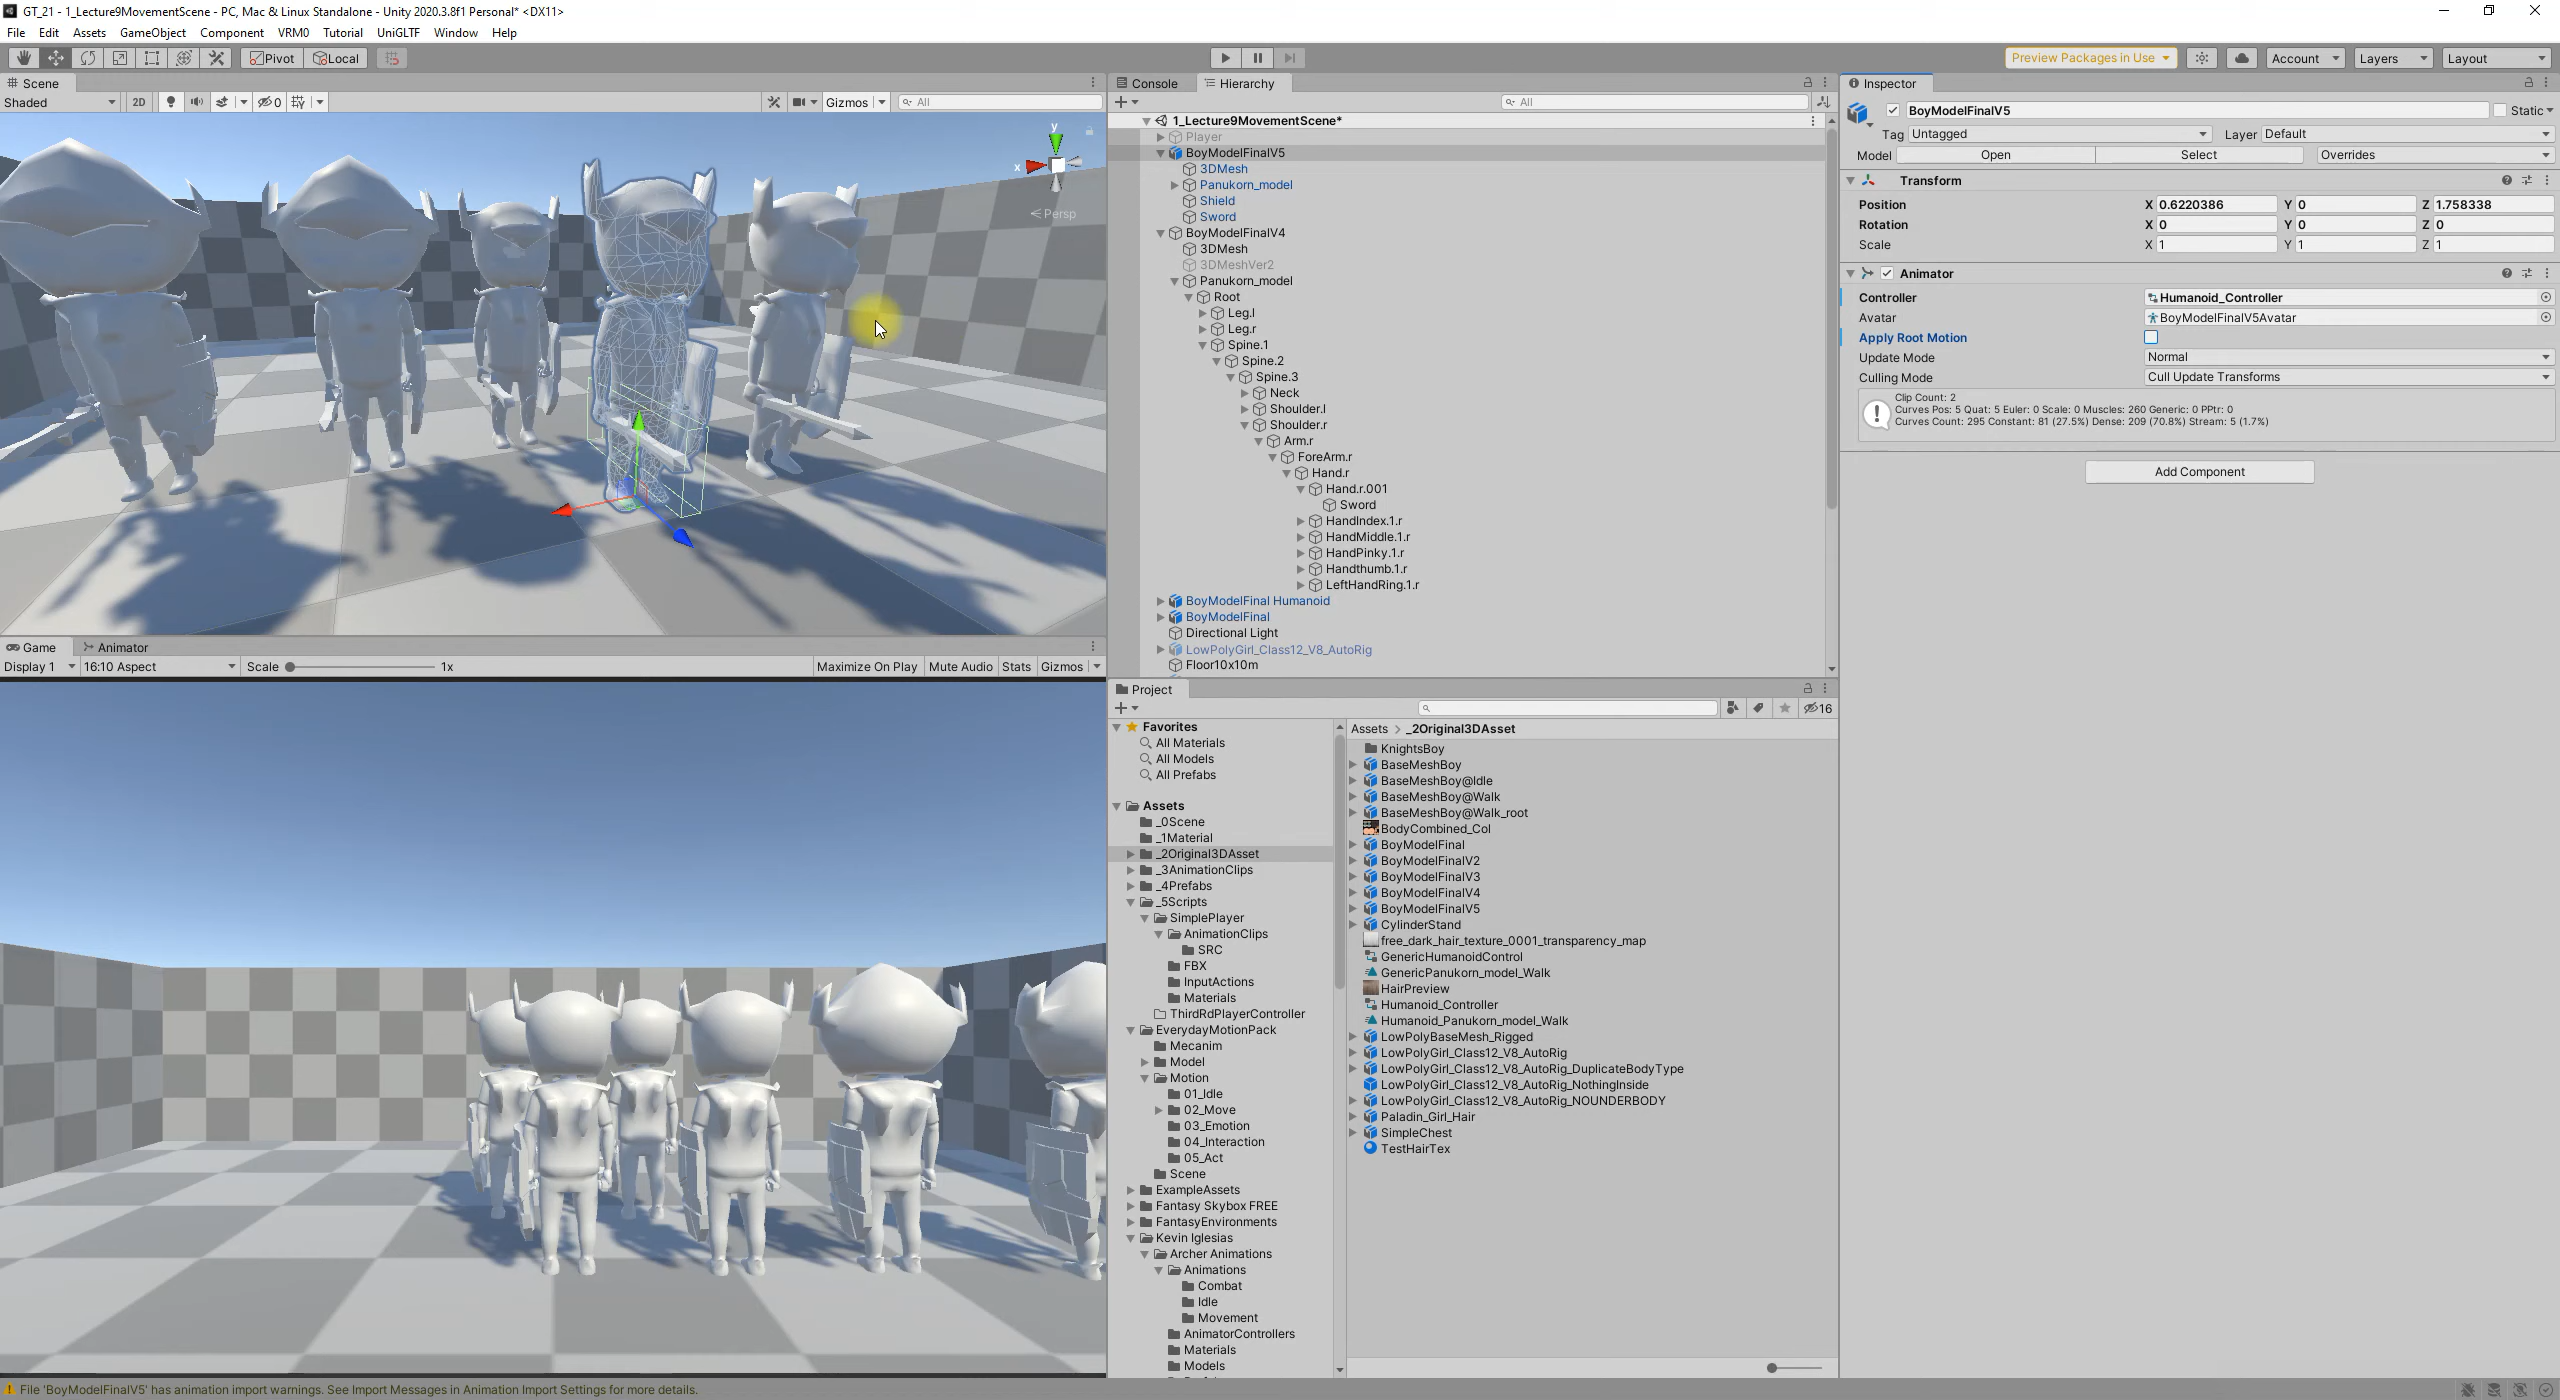 GT_21 - 1_Lecture9MovementScene - PC, Mac & Linux Standalone - Unity 2020.3.8f1 Personal* <DX11>
File Edit Assets GameObject Component VRM0 Tutorial UniGLTF Window Help
Pivot Local Preview Packages in Use Account Layers Layout
Scene
Shaded 2D 0 Gizmos All
y
x
Persp
Game Animator
Display 1 16:10 Aspect Scale 1x Maximize On Play Mute Audio Stats Gizmos
Console Hierarchy
All
1_Lecture9MovementScene*
Player
BoyModelFinalV5
3DMesh
Panukorn_model
Shield
Sword
BoyModelFinalV4
3DMesh
3DMeshVer2
Panukorn_model
Root
Leg.l
Leg.r
Spine.1
Spine.2
Spine.3
Neck
Shoulder.l
Shoulder.r
Arm.r
ForeArm.r
Hand.r
Hand.r.001
Sword
HandIndex.1.r
HandMiddle.1.r
HandPinky.1.r
Handthumb.1.r
LeftHandRing.1.r
BoyModelFinal Humanoid
BoyModelFinal
Directional Light
LowPolyGirl_Class12_V8_AutoRig
Floor10x10m
Project
16
Favorites
All Materials
All Models
All Prefabs
Assets
_0Scene
_1Material
_2Original3DAsset
_3AnimationClips
_4Prefabs
_5Scripts
SimplePlayer
AnimationClips
SRC
FBX
InputActions
Materials
ThirdRdPlayerController
EverydayMotionPack
Mecanim
Model
Motion
01_Idle
02_Move
03_Emotion
04_Interaction
05_Act
Scene
ExampleAssets
Fantasy Skybox FREE
FantasyEnvironments
Kevin Iglesias
Archer Animations
Animations
Combat
Idle
Movement
AnimatorControllers
Materials
Models
Assets > _2Original3DAsset
KnightsBoy
BaseMeshBoy
BaseMeshBoy@Idle
BaseMeshBoy@Walk
BaseMeshBoy@Walk_root
BodyCombined_Col
BoyModelFinal
BoyModelFinalV2
BoyModelFinalV3
BoyModelFinalV4
BoyModelFinalV5
CylinderStand
free_dark_hair_texture_0001_transparency_map
GenericHumanoidControl
GenericPanukorn_model_Walk
HairPreview
Humanoid_Controller
Humanoid_Panukorn_model_Walk
LowPolyBaseMesh_Rigged
LowPolyGirl_Class12_V8_AutoRig
LowPolyGirl_Class12_V8_AutoRig_DuplicateBodyType
LowPolyGirl_Class12_V8_AutoRig_NothingInside
LowPolyGirl_Class12_V8_AutoRig_NOUNDERBODY
Paladin_Girl_Hair
SimpleChest
TestHairTex
Inspector
BoyModelFinalV5 Static
Tag Untagged Layer Default
Model Open Select Overrides
Transform
Position X 0.6220386 Y 0 Z 1.758338
Rotation X 0 Y 0 Z 0
Scale X 1 Y 1 Z 1
Animator
Controller Humanoid_Controller
Avatar BoyModelFinalV5Avatar
Apply Root Motion
Update Mode Normal
Culling Mode Cull Update Transforms
Clip Count: 2
Curves Pos: 5 Quat: 5 Euler: 0 Scale: 0 Muscles: 260 Generic: 0 PPtr: 0
Curves Count: 295 Constant: 81 (27.5%) Dense: 209 (70.8%) Stream: 5 (1.7%)
Add Component
File 'BoyModelFinalV5' has animation import warnings. See Import Messages in Animation Import Settings for more details.